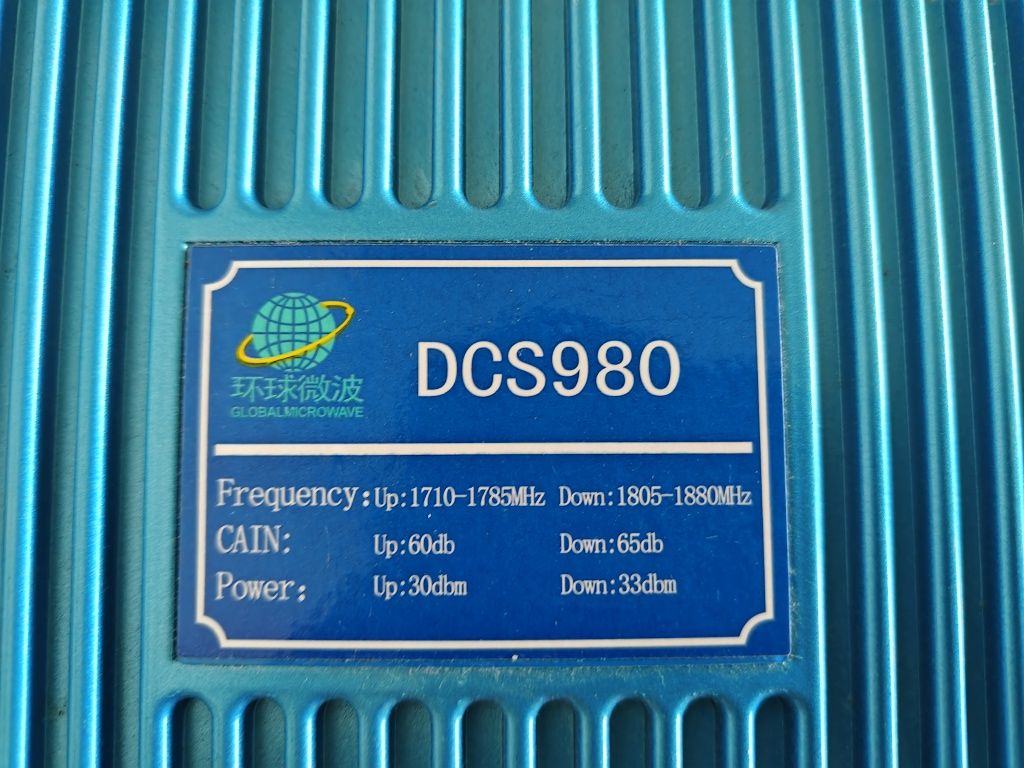 环球微波
GLOBALMICROWAVE
DCS980
Frequency:Up:1710-1785MHz Down:1805-1880MHz
CAIN: Up:60db Down:65db
Power: Up:30dbm Down:33dbm